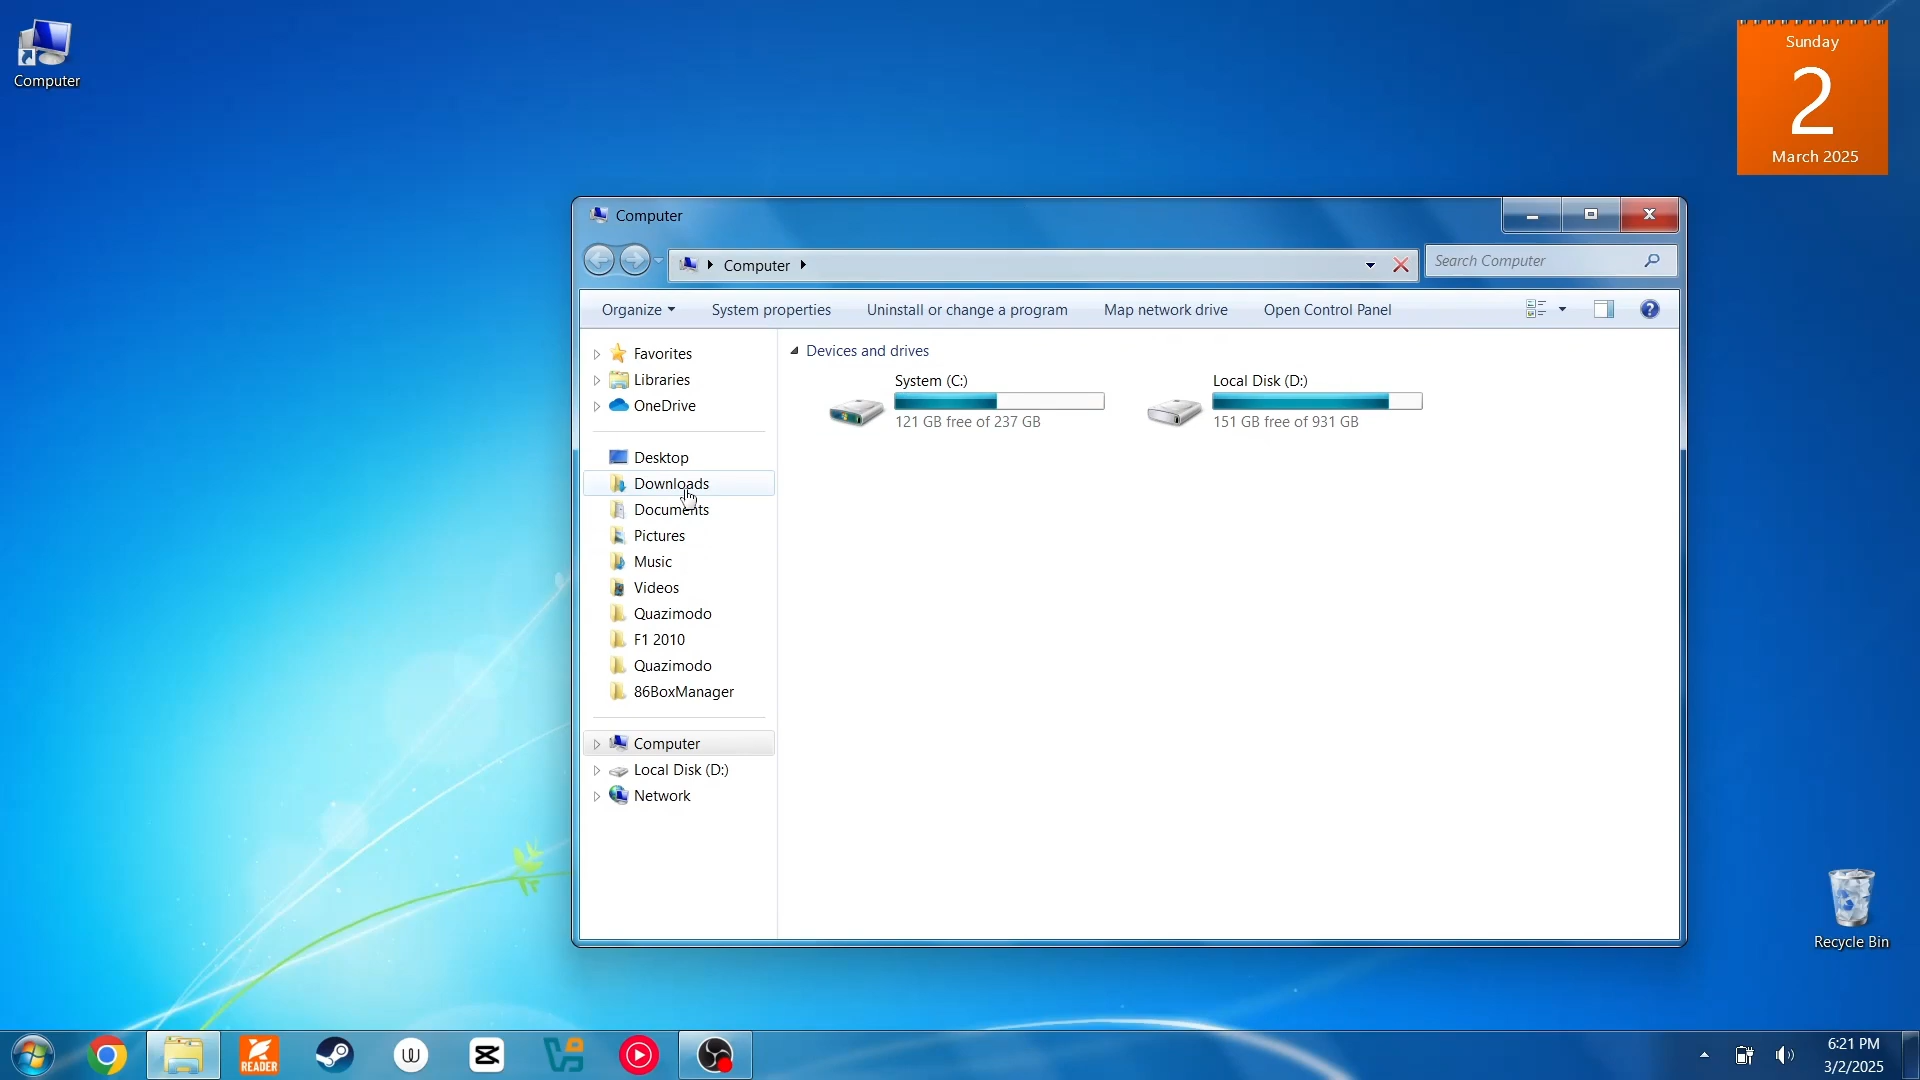 Computer
Sunday
2
March 2025
Computer
Computer
Search Computer
Organize
System properties
Uninstall or change a program
Map network drive
Open Control Panel
Favorites
Libraries
OneDrive
Desktop
Downloads
Documents
Pictures
Music
Videos
Quazimodo
F1 2010
Quazimodo
86BoxManager
Computer
Local Disk (D:)
Network
Devices and drives
System (C:)
121 GB free of 237 GB
Local Disk (D:)
151 GB free of 931 GB
Recycle Bin
READER
6:21 PM
3/2/2025